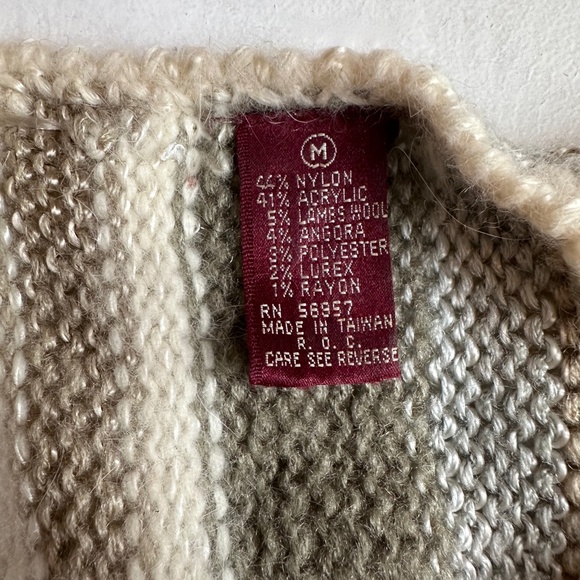 M
44% NYLON
41% ACRYLIC
5% LAMBS WOOL
4% ANGORA
3% POLYESTER
2% LUREX
1% RAYON
RN 56957
MADE IN TAIWAN
R. O. C.
CARE SEE REVERSE